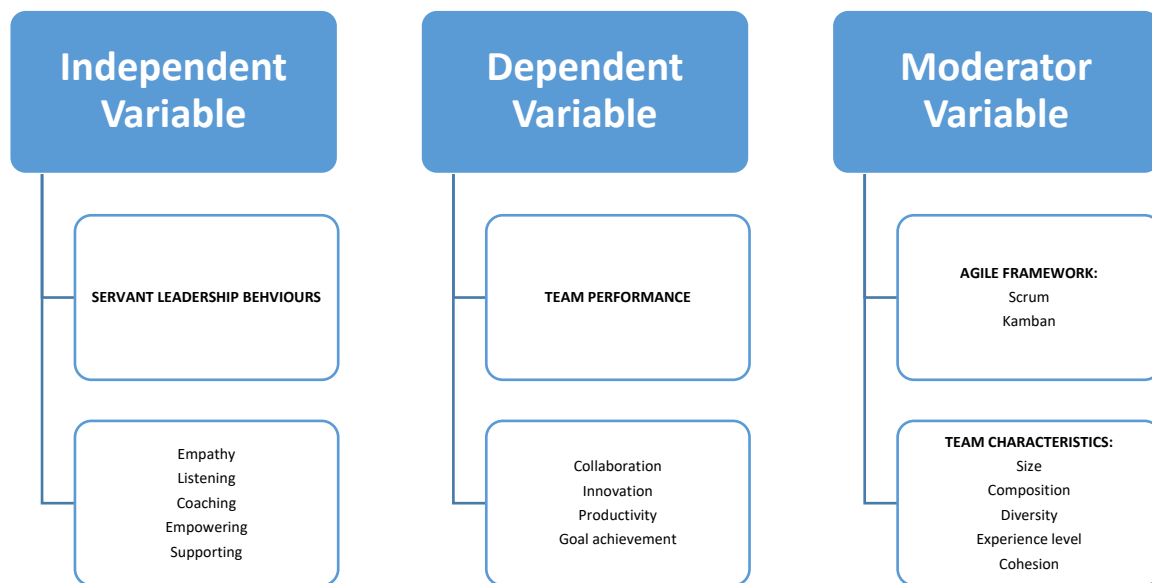 Independent
Variable
SERVANT LEADERSHIP BEHVIOURS
Empathy
Listening
Coaching
Empowering
Supporting
Dependent
Variable
TEAM PERFORMANCE
Collaboration
Innovation
Productivity
Goal achievement
Moderator
Variable
AGILE FRAMEWORK:
Scrum
Kamban
TEAM CHARACTERISTICS:
Size
Composition
Diversity
Experience level
Cohesion